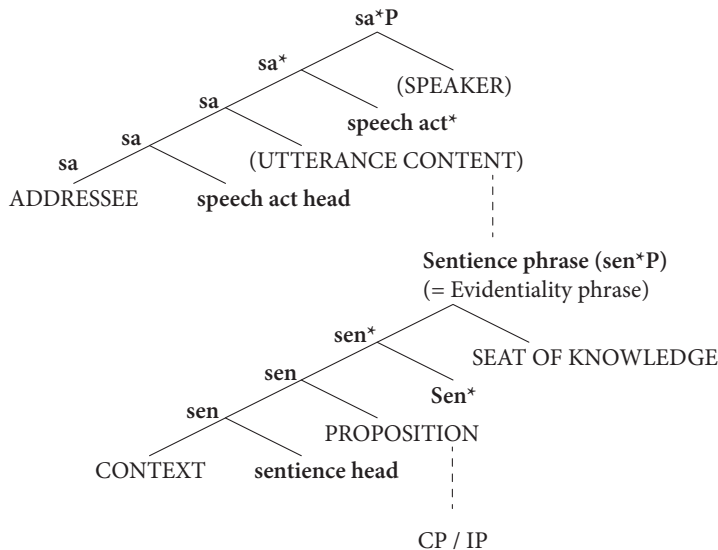 sa*P
sa*
(SPEAKER)
sa
speech act*
sa
(UTTERANCE CONTENT)
sa
ADDRESSEE
speech act head
Sentience phrase (sen*P)
(= Evidentiality phrase)
sen*
SEAT OF KNOWLEDGE
sen
Sen*
sen
PROPOSITION
CONTEXT
sentience head
CP / IP